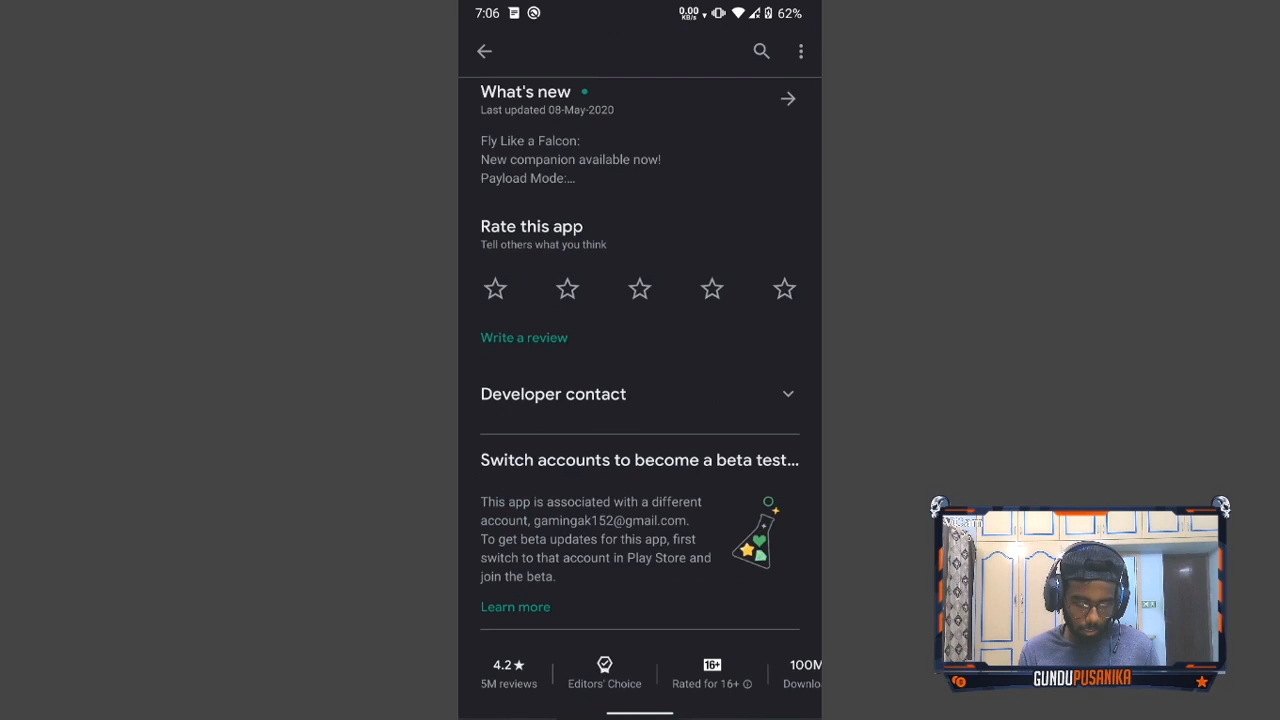 7:06
0.00
KB/s
62%
What's new
Last updated 08-May-2020
Fly Like a Falcon:
New companion available now!
Payload Mode:...
Rate this app
Tell others what you think
Write a review
Developer contact
Switch accounts to become a beta test...
This app is associated with a different
account, gamingak152@gmail.com.
To get beta updates for this app, first
switch to that account in Play Store and
join the beta.
Learn more
4.2★
5M reviews
Editors' Choice
16+
Rated for 16+
100M
Downlo
GUNDUPUSANIKA